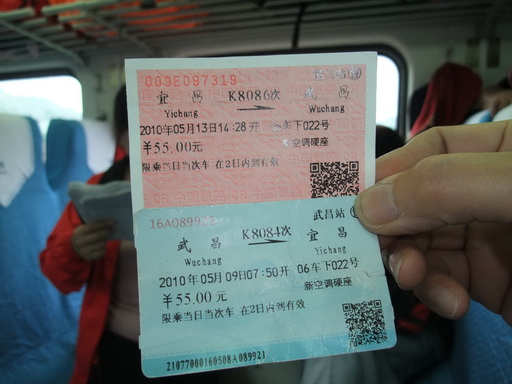 003E097319
宜昌 K8086次 武昌
Yichang Wuchang
2010年05月13日14:28开 车下022号
¥55.00元 空调硬座
限乘当日当次车 在2日内到有效
16A0899
武昌站
武昌 K8084次 宜昌
Wuchang Yichang
2010年05月09日07:50开 06车下022号
¥55.00元 新空调硬座
限乘当日当次车 在2日内到有效
21077000160508A089921